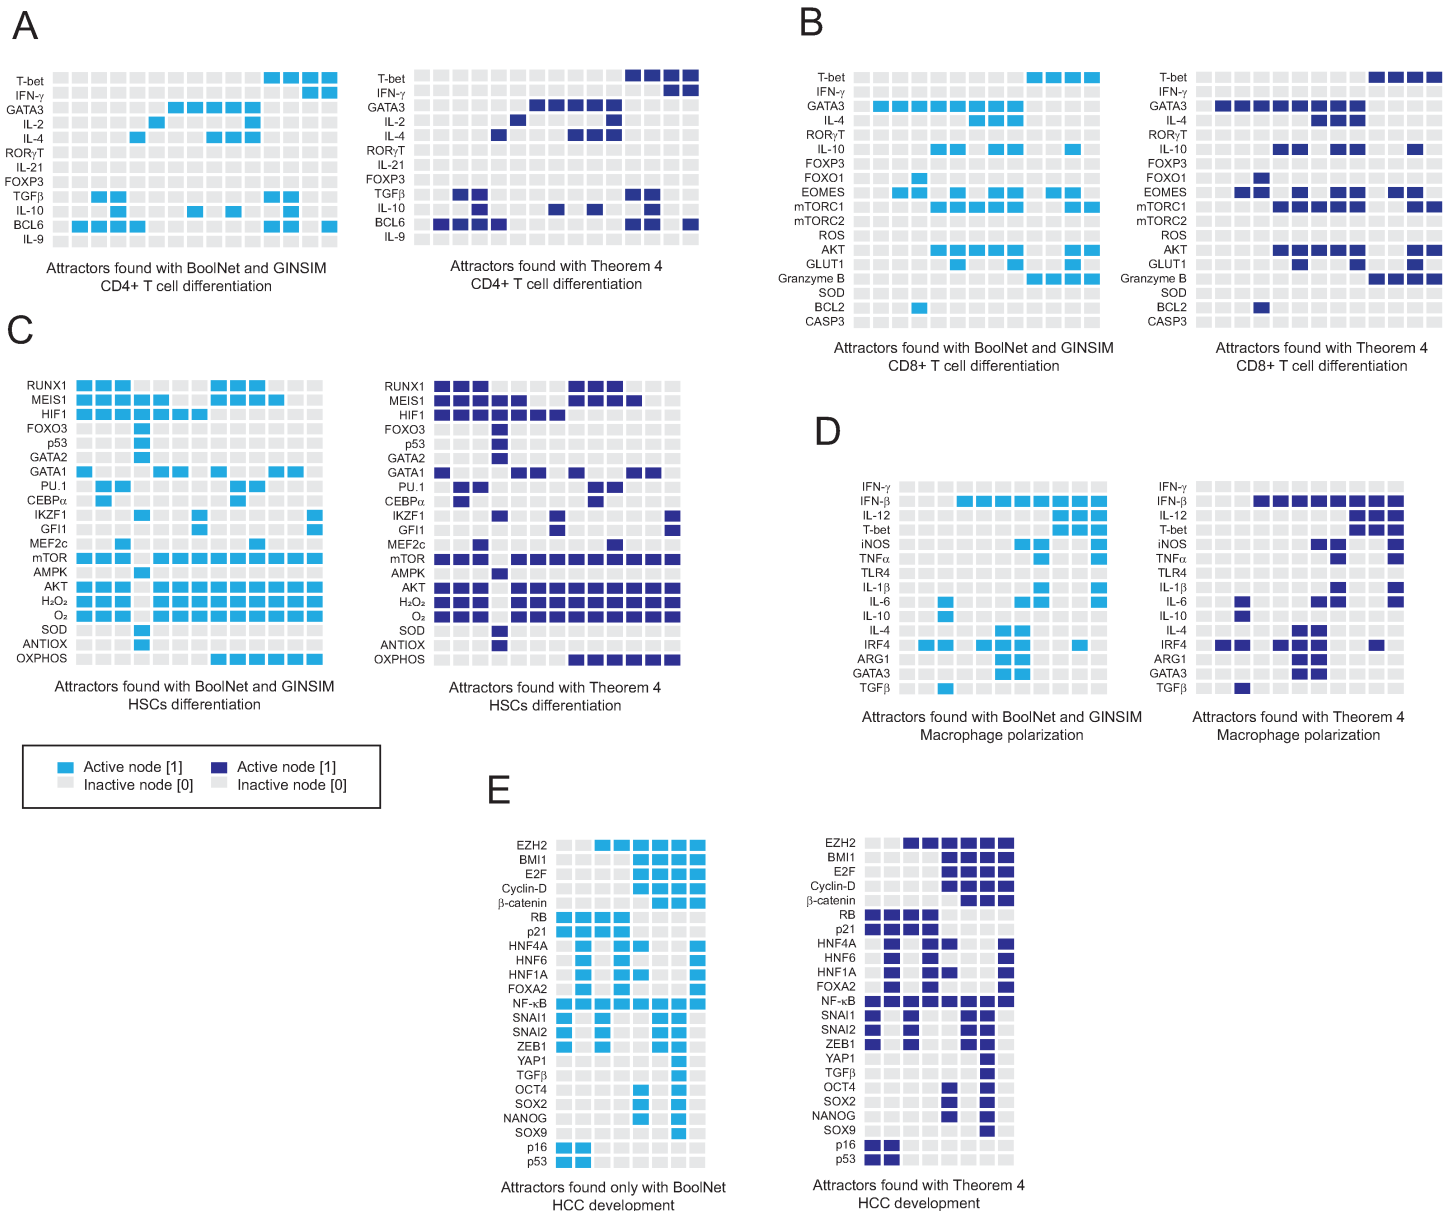 A
T-bet
IFN-γ
GATA3
IL-2
IL-4
RORγT
IL-21
FOXP3
TGFβ
IL-10
BCL6
IL-9
Attractors found with BoolNet and GINSIM
CD4+ T cell differentiation
T-bet
IFN-γ
GATA3
IL-2
IL-4
RORγT
IL-21
FOXP3
TGFβ
IL-10
BCL6
IL-9
Attractors found with Theorem 4
CD4+ T cell differentiation
B
T-bet
IFN-γ
GATA3
IL-4
RORγT
IL-10
FOXP3
FOXO1
EOMES
mTORC1
mTORC2
ROS
AKT
GLUT1
Granzyme B
SOD
BCL2
CASP3
Attractors found with BoolNet and GINSIM
CD8+ T cell differentiation
T-bet
IFN-γ
GATA3
IL-4
RORγT
IL-10
FOXP3
FOXO1
EOMES
mTORC1
mTORC2
ROS
AKT
GLUT1
Granzyme B
SOD
BCL2
CASP3
Attractors found with Theorem 4
CD8+ T cell differentiation
C
RUNX1
MEIS1
HIF1
FOXO3
p53
GATA2
GATA1
PU.1
CEBPα
IKZF1
GFI1
MEF2c
mTOR
AMPK
AKT
H₂O₂
O₂
SOD
ANTIOX
OXPHOS
Attractors found with BoolNet and GINSIM
HSCs differentiation
RUNX1
MEIS1
HIF1
FOXO3
p53
GATA2
GATA1
PU.1
CEBPα
IKZF1
GFI1
MEF2c
mTOR
AMPK
AKT
H₂O₂
O₂
SOD
ANTIOX
OXPHOS
Attractors found with Theorem 4
HSCs differentiation
D
IFN-γ
IFN-β
IL-12
T-bet
iNOS
TNFα
TLR4
IL-1β
IL-6
IL-10
IL-4
IRF4
ARG1
GATA3
TGFβ
Attractors found with BoolNet and GINSIM
Macrophage polarization
IFN-γ
IFN-β
IL-12
T-bet
iNOS
TNFα
TLR4
IL-1β
IL-6
IL-10
IL-4
IRF4
ARG1
GATA3
TGFβ
Attractors found with Theorem 4
Macrophage polarization
Active node [1]
Inactive node [0]
Active node [1]
Inactive node [0]
E
EZH2
BMI1
E2F
Cyclin-D
β-catenin
RB
p21
HNF4A
HNF6
HNF1A
FOXA2
NF-κB
SNAI1
SNAI2
ZEB1
YAP1
TGFβ
OCT4
SOX2
NANOG
SOX9
p16
p53
Attractors found only with BoolNet
HCC development
EZH2
BMI1
E2F
Cyclin-D
β-catenin
RB
p21
HNF4A
HNF6
HNF1A
FOXA2
NF-κB
SNAI1
SNAI2
ZEB1
YAP1
TGFβ
OCT4
SOX2
NANOG
SOX9
p16
p53
Attractors found with Theorem 4
HCC development